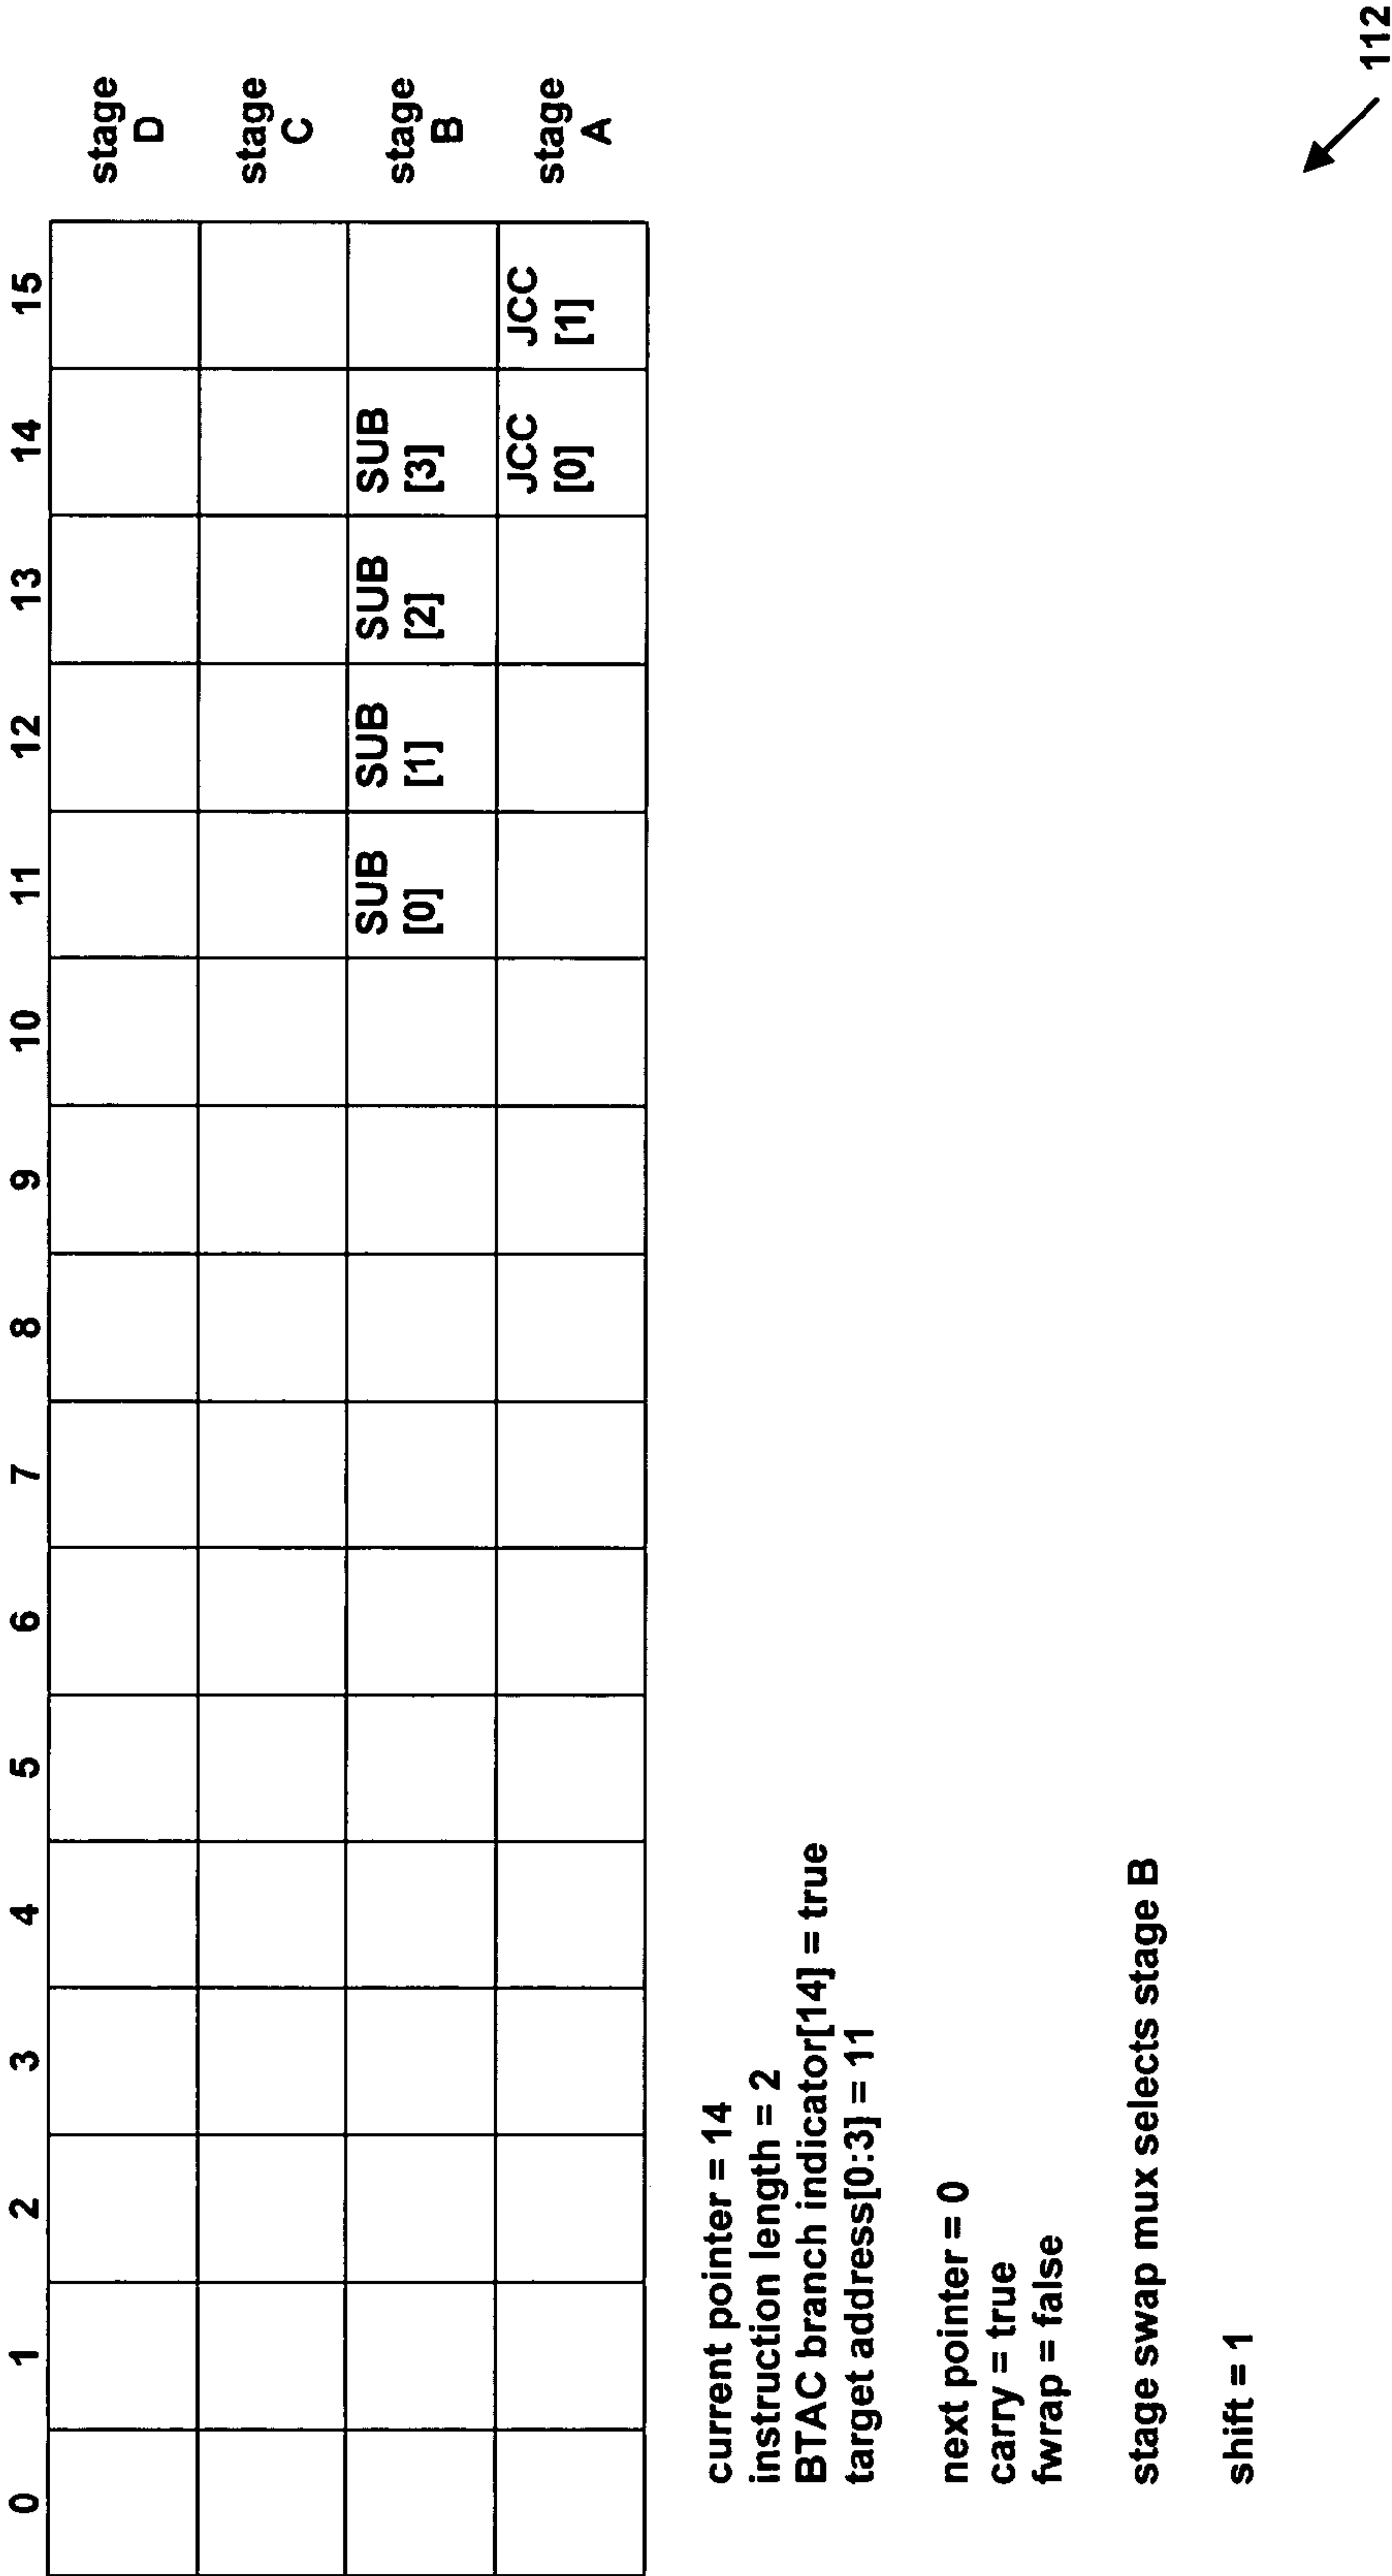 0 1 2 3 4 5 6 7 8 9 10 11 12 13 14 15
stage
D
stage
C
SUB [0] SUB [1] SUB [2] SUB [3] stage
B
JCC [0] JCC [1] stage
A
current pointer = 14
instruction length = 2
BTAC branch indicator[14] = true
target address[0:3] = 11
next pointer = 0
carry = true
fwrap = false
stage swap mux selects stage B
shift = 1
112